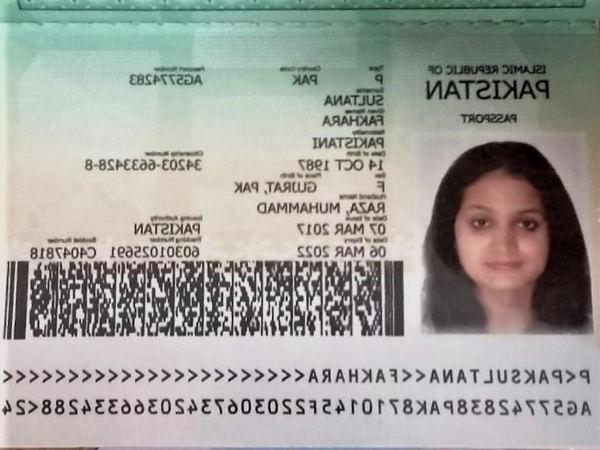 ISLAMIC REPUBLIC OF
PAKISTAN
PASSPORT
Type Country Code Passport Number
P PAK AG5774283
Surname
SULTANA
Given Names
FAKHARA
Nationality
PAKISTANI
Date of Birth Citizenship Number
14 OCT 1987 34203-6633428-8
Sex Place of Birth
F GUJRAT, PAK
Husband Name
RAZA, MUHAMMAD
Date of Issue Issuing Authority
07 MAR 2017 PAKISTAN
Date of Expiry Tracking Number Booklet Number
06 MAR 2022 60301025691 C4047818
P<PAKSULTANA<<FAKHARA<<<<<<<<<<<<<<<<<<<<<<<
AG57742838PAK8710145F22030673420366334288<24